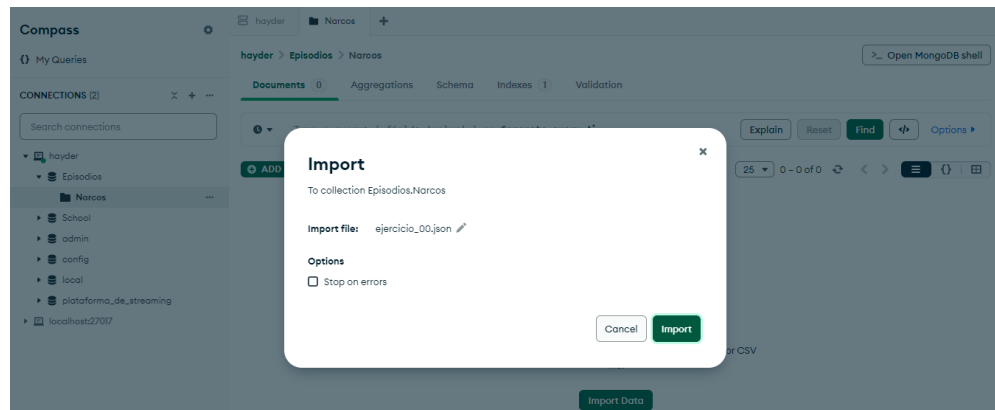 Compass
{} My Queries
CONNECTIONS (2)
Search connections
hayder
Episodios
Narcos
School
admin
config
local
plataforma_de_streaming
localhost:27017
hayder
Narcos
hayder > Episodios > Narcos
>_ Open MongoDB shell
Documents 0 Aggregations Schema Indexes 1 Validation
Explain Reset Find </> Options
ADD
25 0 – 0 of 0
Import
To collection Episodios.Narcos
Import file: ejercicio_00.json
Options
Stop on errors
Cancel Import
or CSV
Import Data